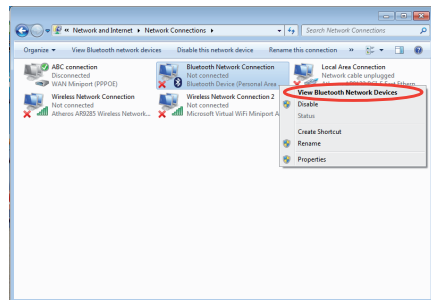 « Network and Internet ▸ Network Connections ▸
Search Network Connections
Organize View Bluetooth network devices Disable this network device Rename this connection »
ABC connection
Disconnected
WAN Miniport (PPPOE)
Bluetooth Network Connection
Not connected
Bluetooth Device (Personal Area ...
Local Area Connection
Network cable unplugged
Wireless Network Connection
Not connected
Atheros AR9285 Wireless Network...
Wireless Network Connection 2
Not connected
Microsoft Virtual WiFi Miniport A
View Bluetooth Network Devices
Disable
Status
Create Shortcut
Rename
Properties